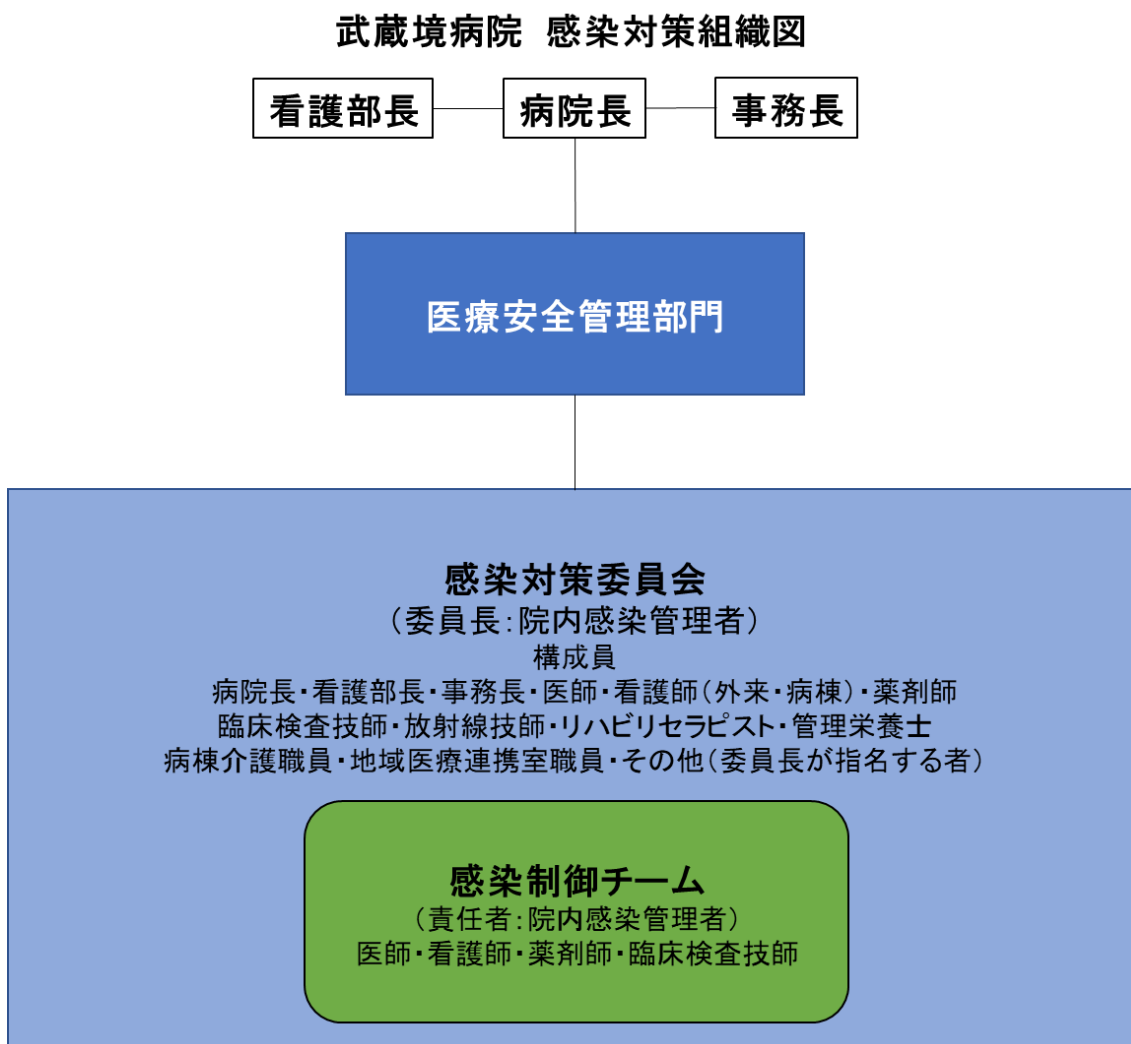 武蔵境病院 感染対策組織図
看護部長
病院長
事務長
医療安全管理部門
感染対策委員会
（委員長：院内感染管理者）
構成員
病院長・看護部長・事務長・医師・看護師（外来・病棟）・薬剤師
臨床検査技師・放射線技師・リハビリセラピスト・管理栄養士
病棟介護職員・地域医療連携室職員・その他（委員長が指名する者）
感染制御チーム
（責任者：院内感染管理者）
医師・看護師・薬剤師・臨床検査技師